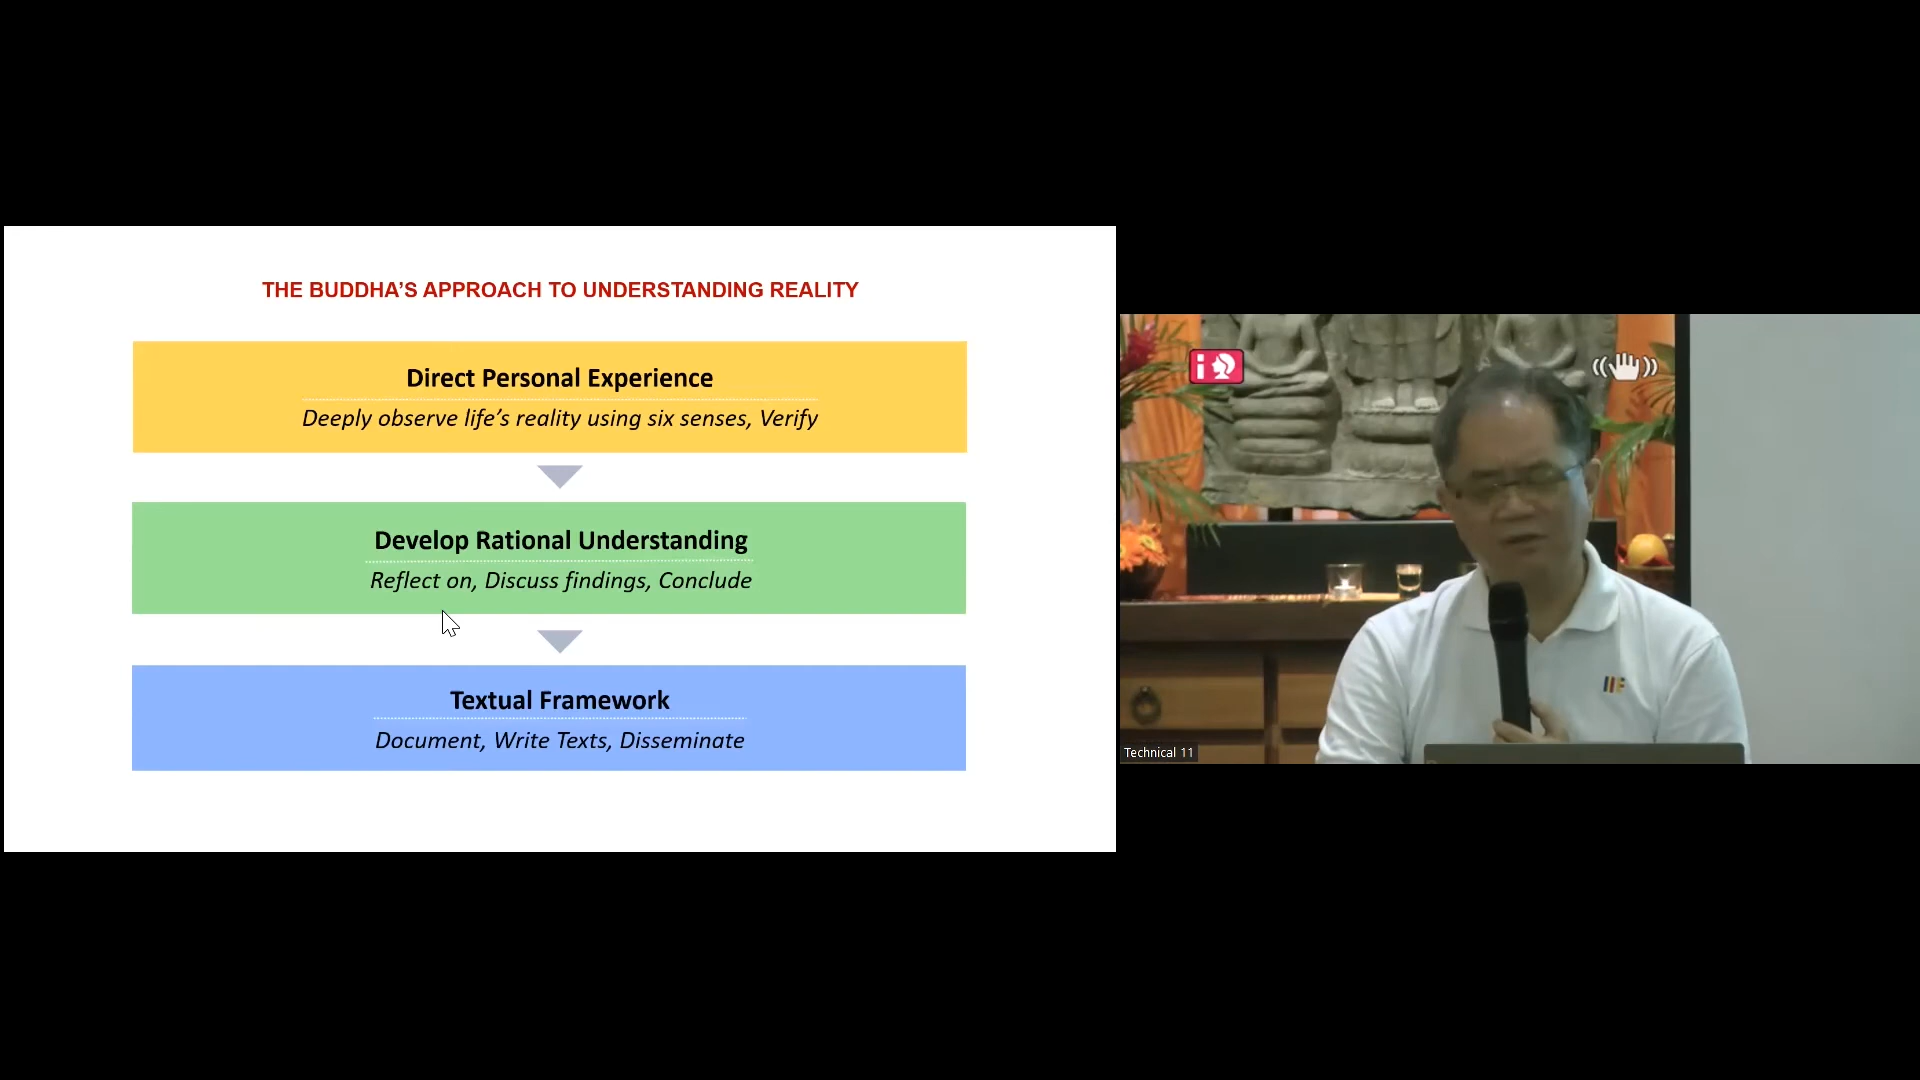 THE BUDDHA’S APPROACH TO UNDERSTANDING REALITY
Direct Personal Experience
Deeply observe life’s reality using six senses, Verify
Develop Rational Understanding
Reflect on, Discuss findings, Conclude
Textual Framework
Document, Write Texts, Disseminate
Technical 11